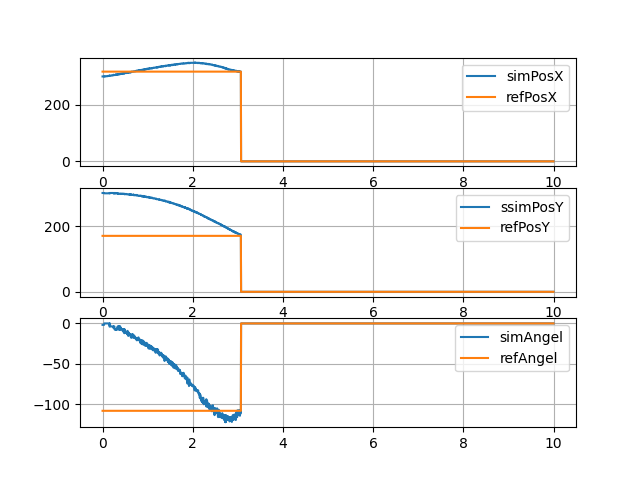 simPosX
refPosX
200
0
0 2 4 6 8 10
ssimPosY
refPosY
200
0
0 2 4 6 8 10
simAngel
refAngel
0
−50
−100
0 2 4 6 8 10